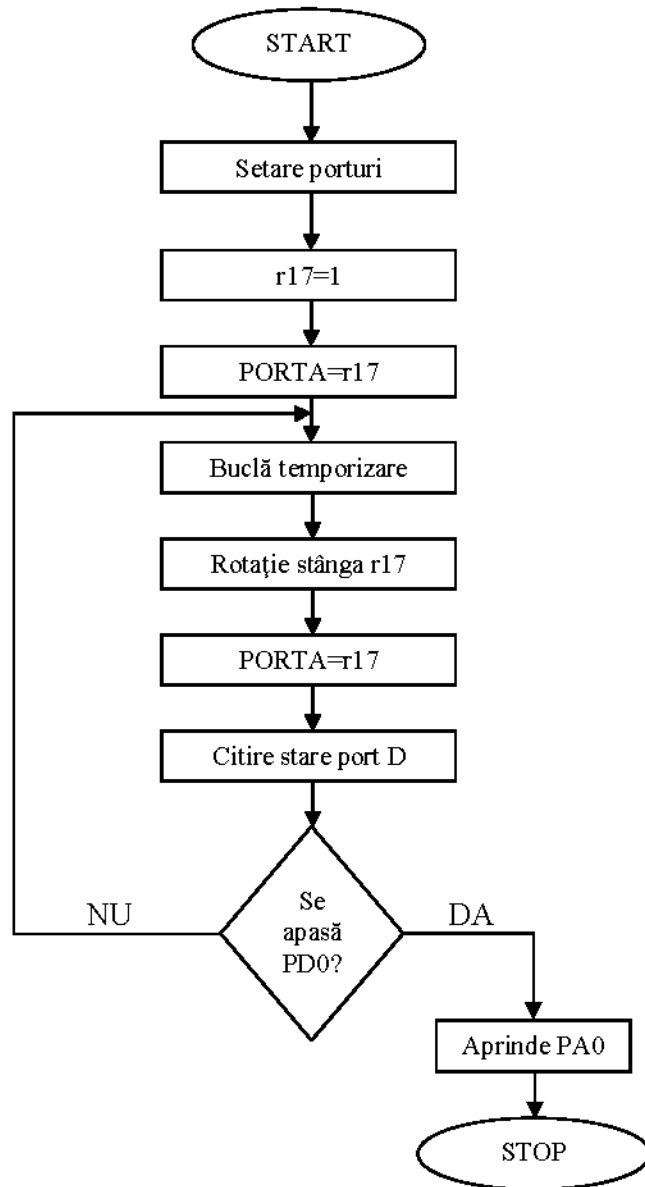 START
Setare porturi
r17=1
PORTA=r17
Buclă temporizare
Rotaţie stânga r17
PORTA=r17
Citire stare port D
Se
apasă
PD0?
NU
DA
Aprinde PA0
STOP